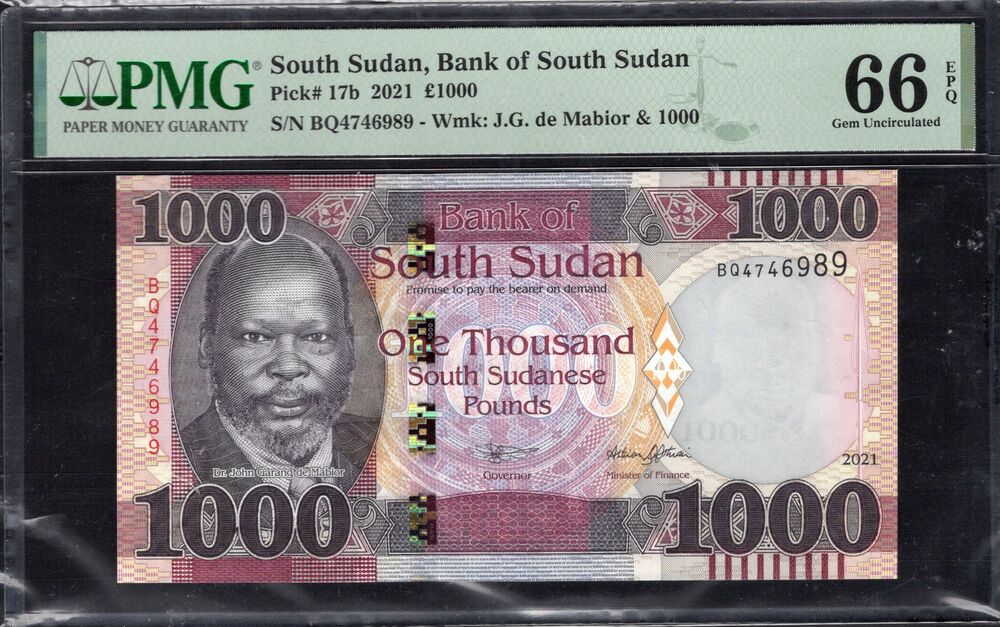 PMG®
PAPER MONEY GUARANTY
South Sudan, Bank of South Sudan
Pick# 17b 2021 £1000
S/N BQ4746989 - Wmk: J.G. de Mabior & 1000
66
EPQ
Gem Uncirculated
1000
Bank of
1000
South Sudan
BQ4746989
Promise to pay the bearer on demand
BQ4746989
1000
One Thousand
South Sudanese
Pounds
Dr. John Garang de Mabior
Governor
Minister of Finance
2021
1000
1000